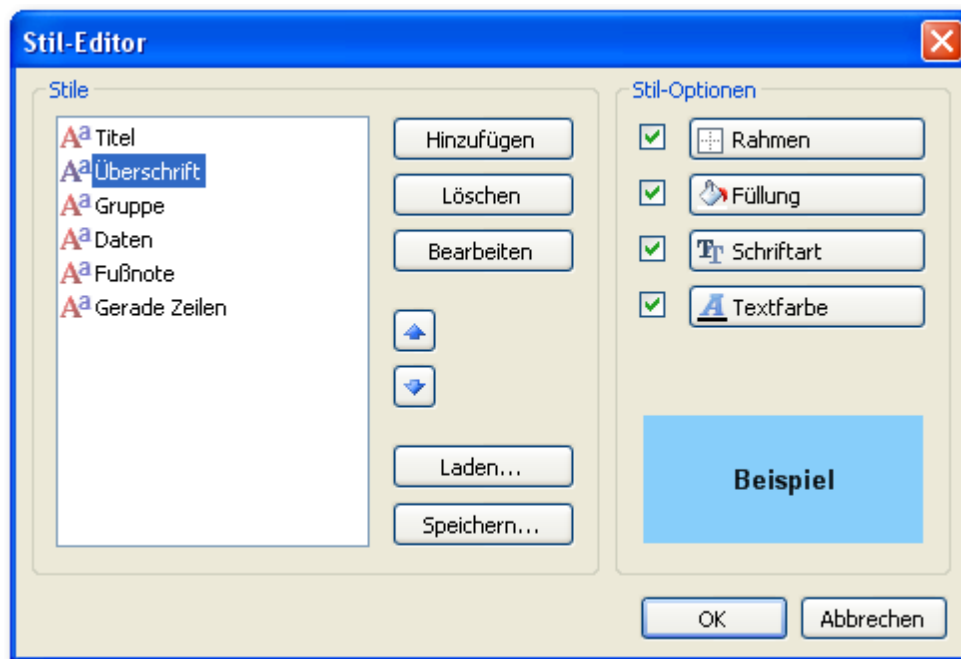 Stil-Editor
Stile
Titel
Überschrift
Gruppe
Daten
Fußnote
Gerade Zeilen
Hinzufügen
Löschen
Bearbeiten
Laden...
Speichern...
Stil-Optionen
Rahmen
Füllung
Schriftart
Textfarbe
Beispiel
OK
Abbrechen